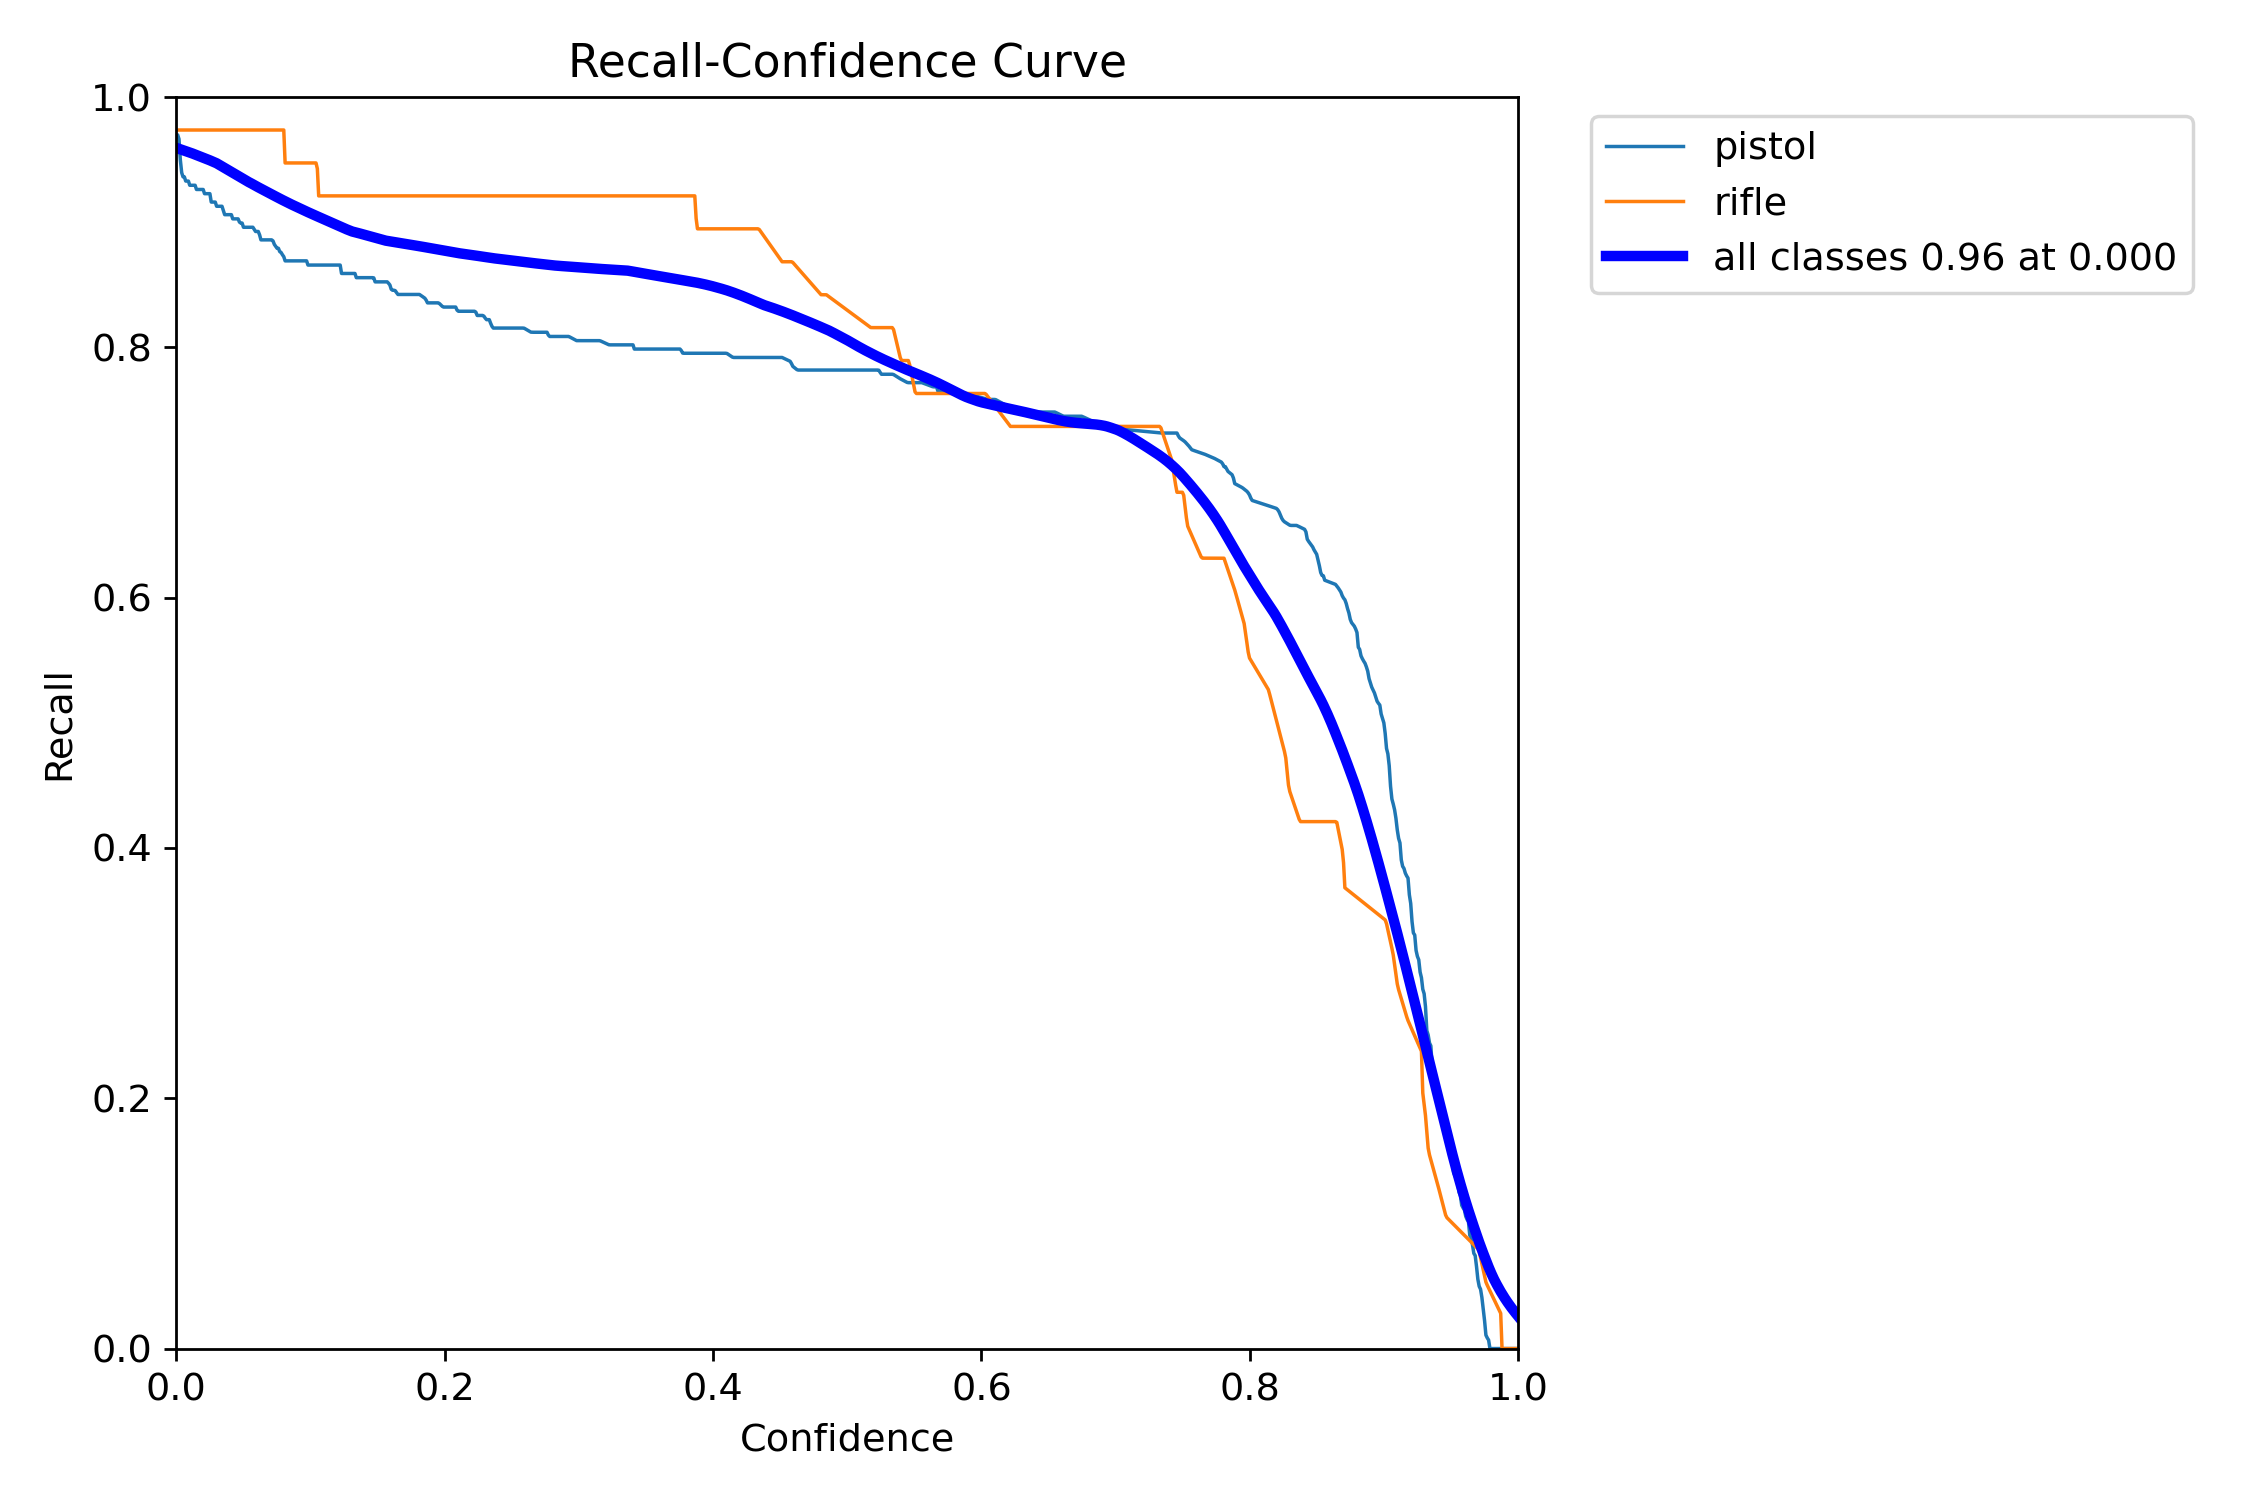 Recall-Confidence Curve
1.0
0.8
0.6
0.4
0.2
0.0
Recall
0.0 0.2 0.4 0.6 0.8 1.0
Confidence
pistol
rifle
all classes 0.96 at 0.000